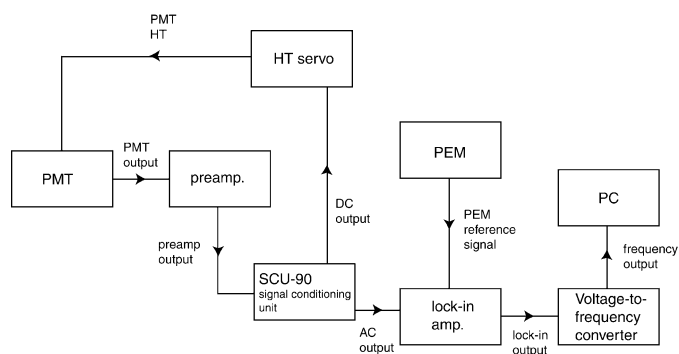 PMT
HT
HT servo
PMT
output
PMT
preamp.
PEM
PC
preamp
output
DC
output
PEM
reference
signal
frequency
output
SCU-90
signal conditioning
unit
AC
output
lock-in
amp.
lock-in
output
Voltage-to-
frequency
converter